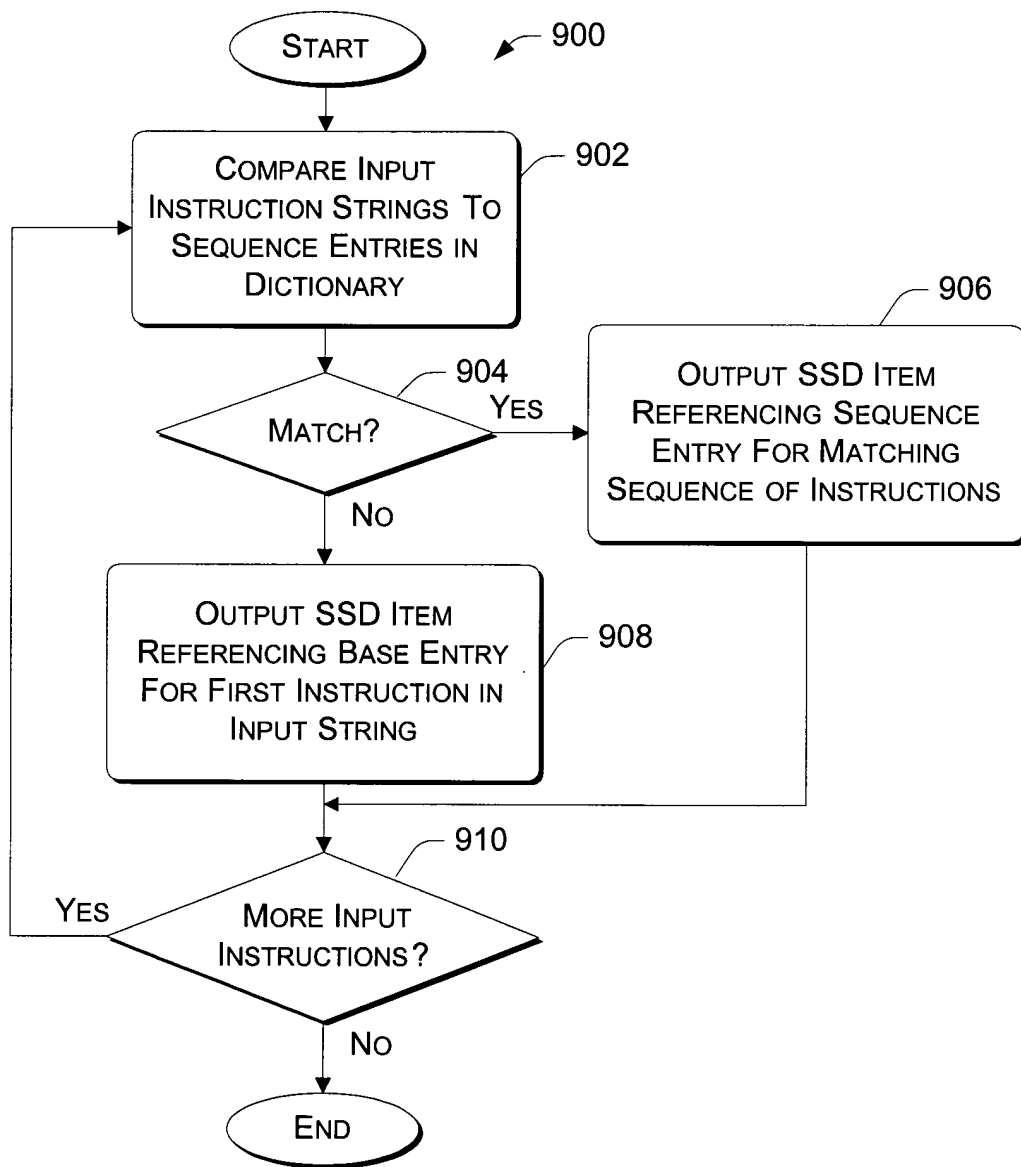 START
900
COMPARE INPUT
INSTRUCTION STRINGS TO
SEQUENCE ENTRIES IN
DICTIONARY
902
904
MATCH?
YES
906
OUTPUT SSD ITEM
REFERENCING SEQUENCE
ENTRY FOR MATCHING
SEQUENCE OF INSTRUCTIONS
NO
OUTPUT SSD ITEM
REFERENCING BASE ENTRY
FOR FIRST INSTRUCTION IN
INPUT STRING
908
910
YES
MORE INPUT
INSTRUCTIONS?
NO
END